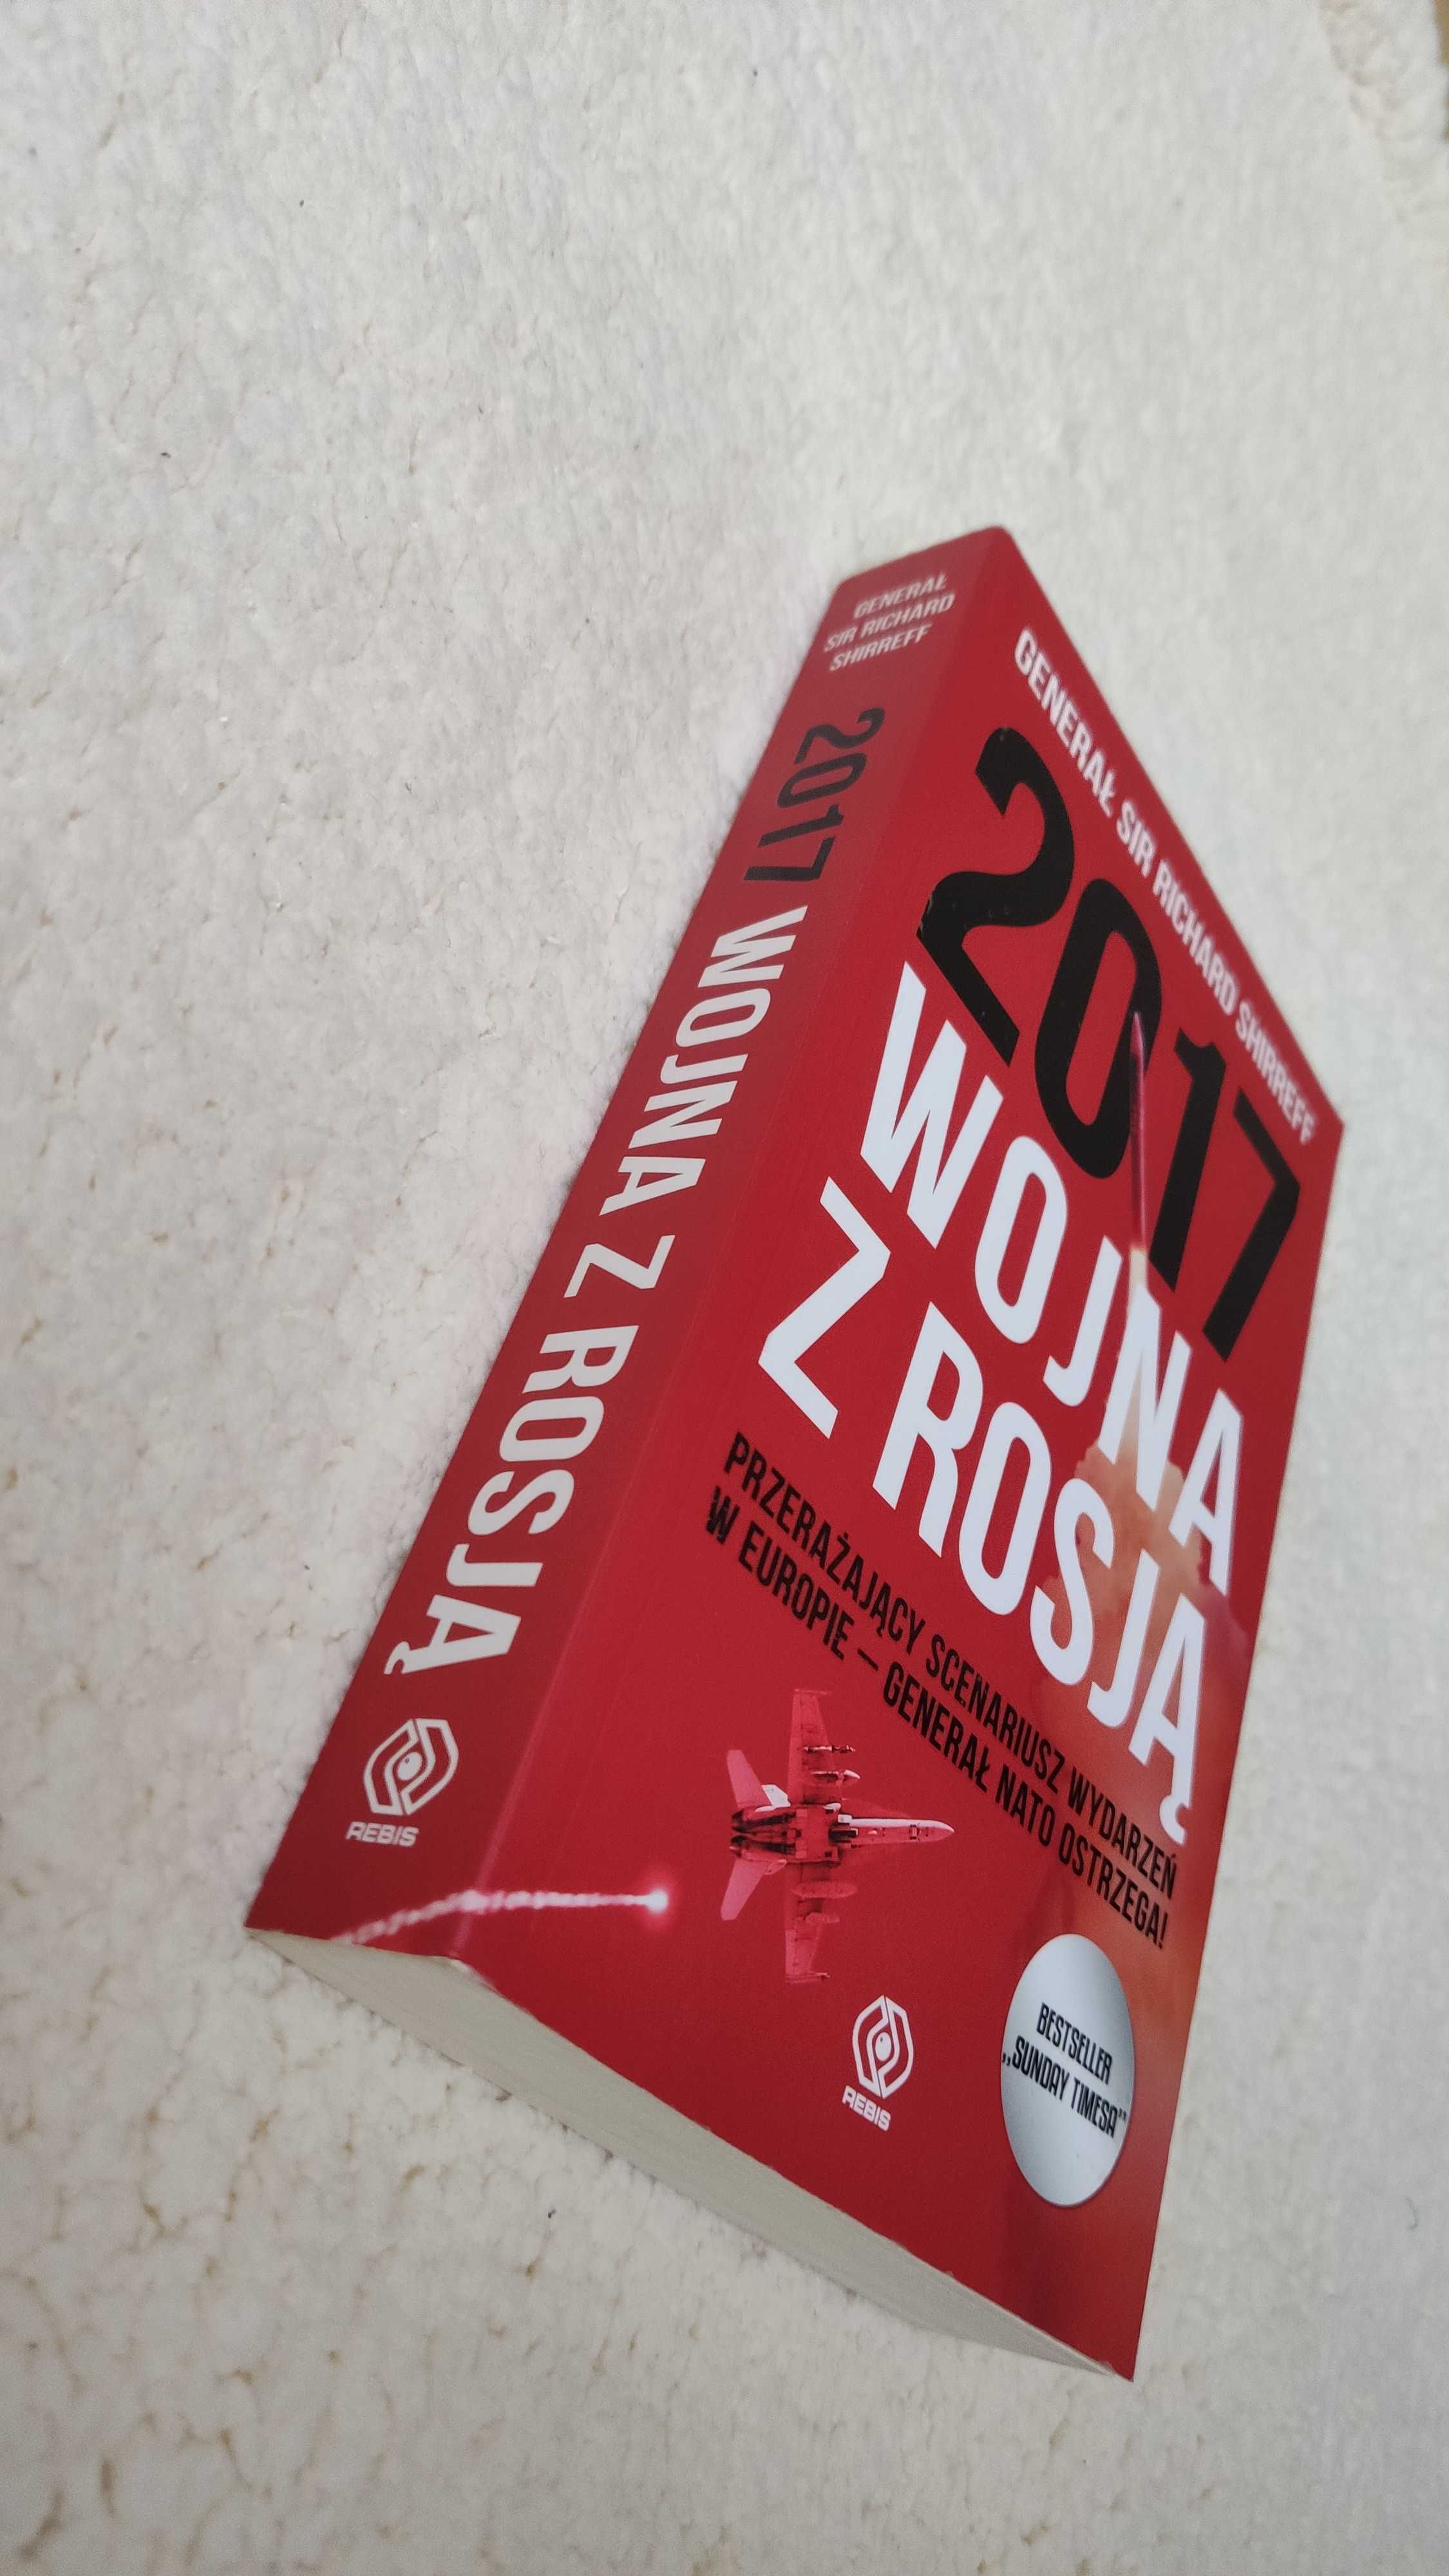 GENERAŁ
SIR RICHARD
SHIRREFF
2017 WOJNA Z ROSJĄ
REBIS
GENERAŁ SIR RICHARD SHIRREFF
2017
WOJNA
Z ROSJĄ
PRZERAŻAJĄCY SCENARIUSZ WYDARZEŃ
W EUROPIE – GENERAŁ NATO OSTRZEGA!
REBIS
BESTSELLER
„SUNDAY TIMESA”